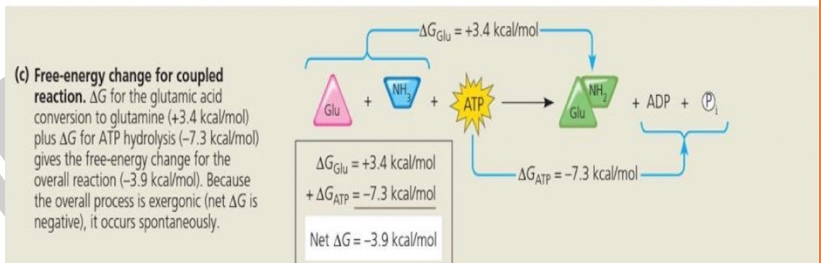 ΔGGlu = +3.4 kcal/mol
(c) Free-energy change for coupled
reaction. ΔG for the glutamic acid
conversion to glutamine (+3.4 kcal/mol)
plus ΔG for ATP hydrolysis (–7.3 kcal/mol)
gives the free-energy change for the
overall reaction (–3.9 kcal/mol). Because
the overall process is exergonic (net ΔG is
negative), it occurs spontaneously.
Glu + NH3 + ATP → Glu NH2 + ADP + Pi
ΔGGlu = +3.4 kcal/mol
+ ΔGATP = –7.3 kcal/mol
Net ΔG = –3.9 kcal/mol
ΔGATP = –7.3 kcal/mol